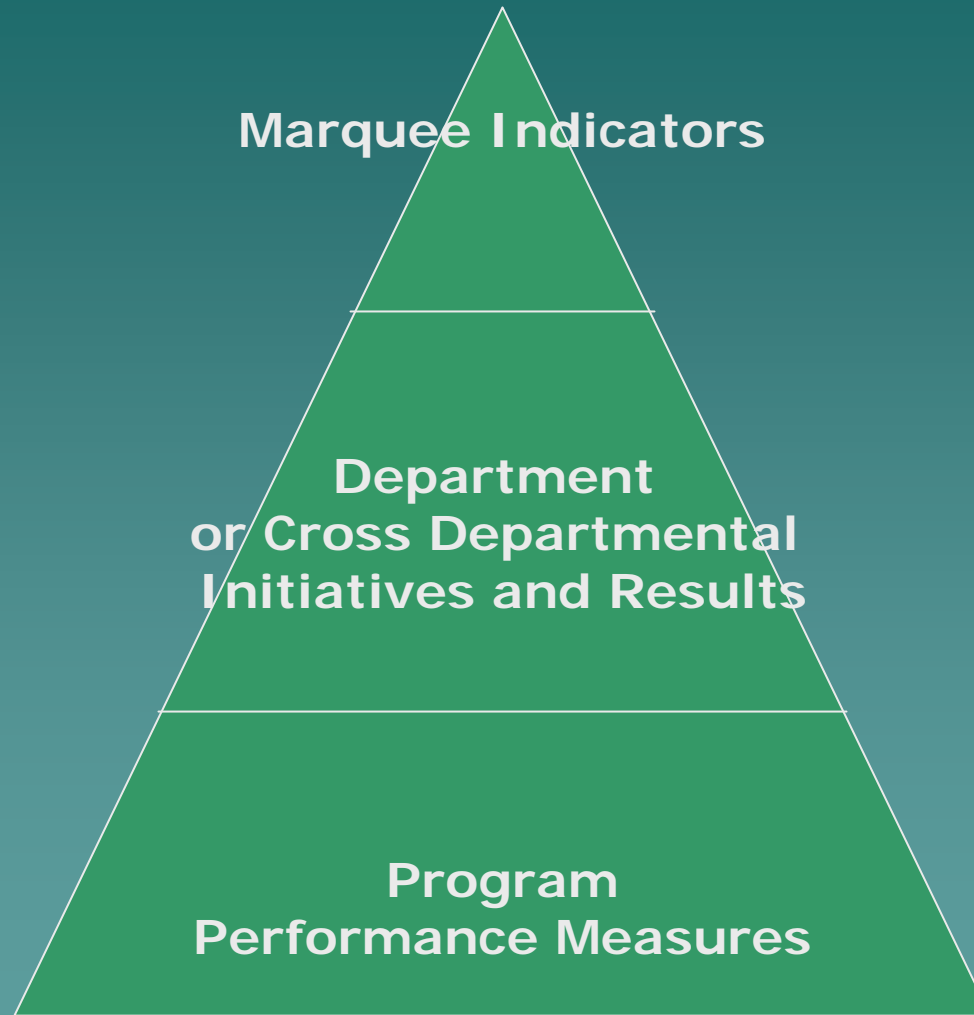 Marquee Indicators
Department
or Cross Departmental
Initiatives and Results
Program
Performance Measures